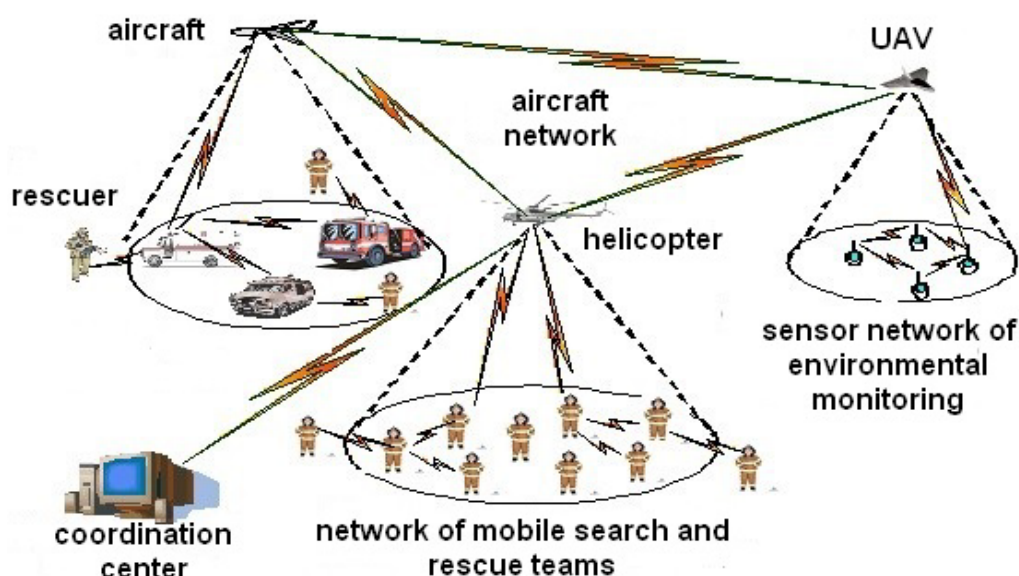 aircraft
UAV
aircraft
network
rescuer
helicopter
sensor network of
environmental
monitoring
coordination
center
network of mobile search and
rescue teams